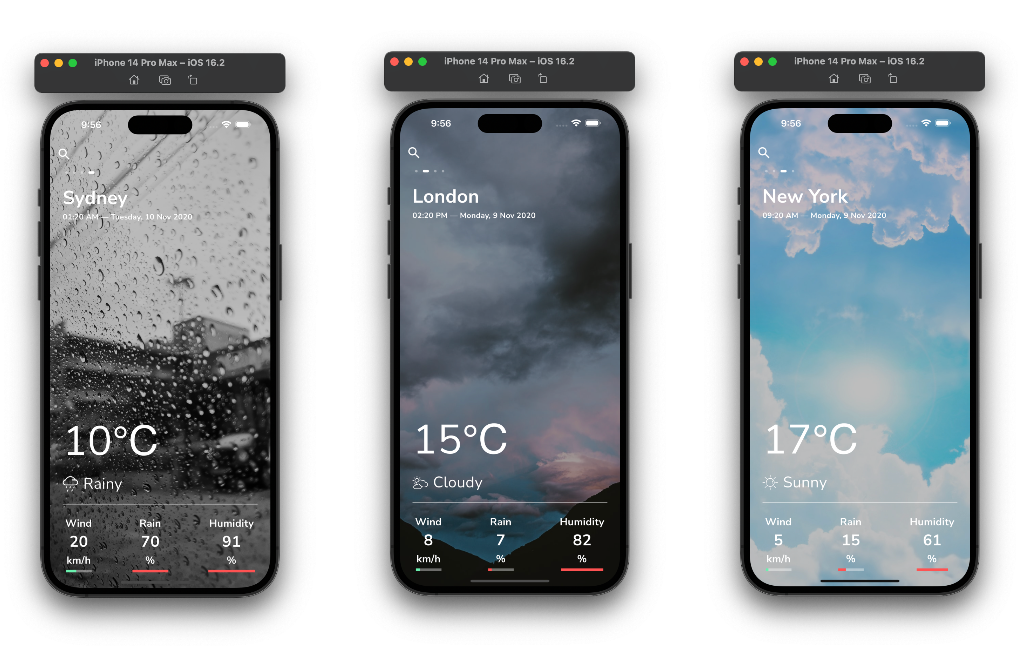 iPhone 14 Pro Max – iOS 16.2
9:56
Sydney
02:20 AM — Tuesday, 10 Nov 2020
10°C
Rainy
Wind Rain Humidity
20 70 91
km/h % %
iPhone 14 Pro Max – iOS 16.2
9:56
London
02:20 PM — Monday, 9 Nov 2020
15°C
Cloudy
Wind Rain Humidity
8 7 82
km/h % %
iPhone 14 Pro Max – iOS 16.2
9:56
New York
09:20 AM — Monday, 9 Nov 2020
17°C
Sunny
Wind Rain Humidity
5 15 61
km/h % %